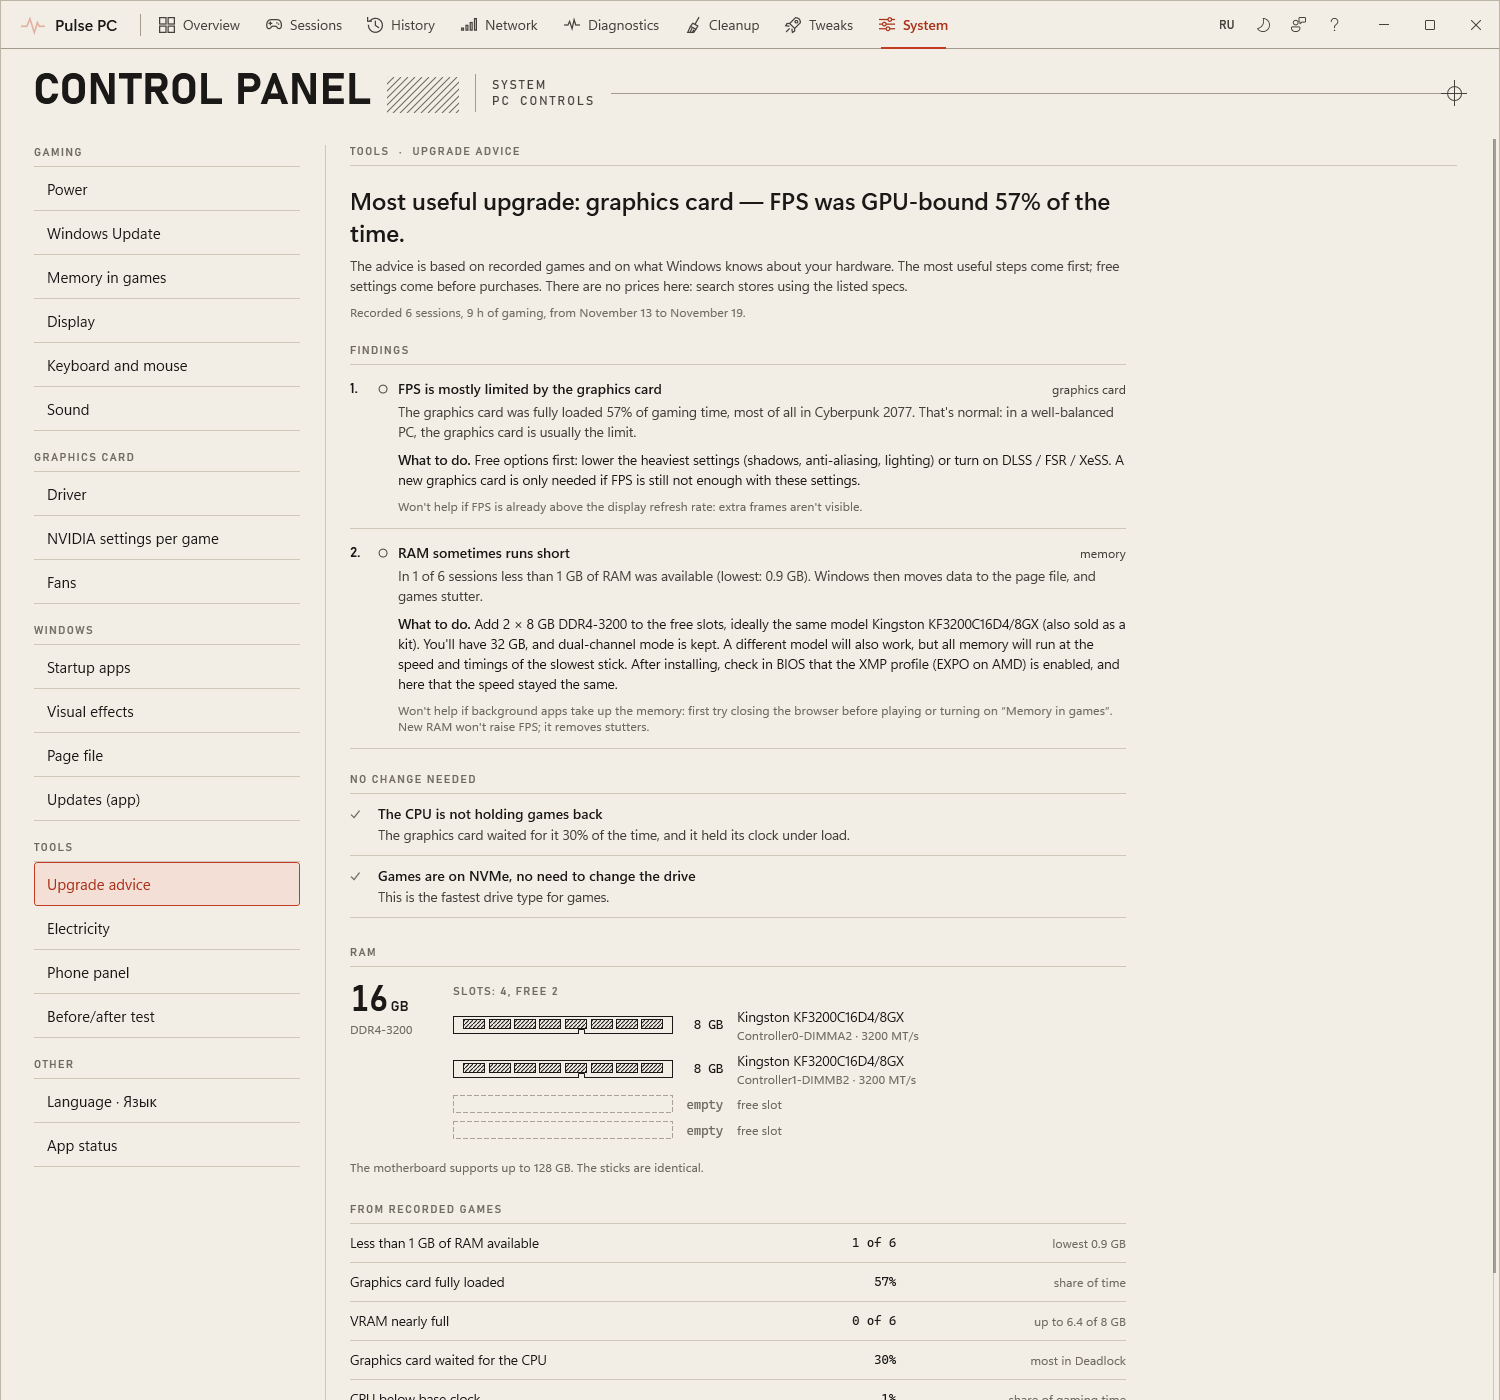 Pulse PC
Overview
Sessions
History
Network
Diagnostics
Cleanup
Tweaks
System
RU
?
CONTROL PANEL
SYSTEM
PC CONTROLS
GAMING
Power
Windows Update
Memory in games
Display
Keyboard and mouse
Sound
GRAPHICS CARD
Driver
NVIDIA settings per game
Fans
WINDOWS
Startup apps
Visual effects
Page file
Updates (app)
TOOLS
Upgrade advice
Electricity
Phone panel
Before/after test
OTHER
Language · Язык
App status
TOOLS · UPGRADE ADVICE
Most useful upgrade: graphics card — FPS was GPU-bound 57% of the
time.
The advice is based on recorded games and on what Windows knows about your hardware. The most useful steps come first; free
settings come before purchases. There are no prices here: search stores using the listed specs.
Recorded 6 sessions, 9 h of gaming, from November 13 to November 19.
FINDINGS
1. FPS is mostly limited by the graphics card graphics card
The graphics card was fully loaded 57% of gaming time, most of all in Cyberpunk 2077. That's normal: in a well-balanced
PC, the graphics card is usually the limit.
What to do. Free options first: lower the heaviest settings (shadows, anti-aliasing, lighting) or turn on DLSS / FSR / XeSS. A
new graphics card is only needed if FPS is still not enough with these settings.
Won't help if FPS is already above the display refresh rate: extra frames aren't visible.
2. RAM sometimes runs short memory
In 1 of 6 sessions less than 1 GB of RAM was available (lowest: 0.9 GB). Windows then moves data to the page file, and
games stutter.
What to do. Add 2 × 8 GB DDR4-3200 to the free slots, ideally the same model Kingston KF3200C16D4/8GX (also sold as a
kit). You'll have 32 GB, and dual-channel mode is kept. A different model will also work, but all memory will run at the
speed and timings of the slowest stick. After installing, check in BIOS that the XMP profile (EXPO on AMD) is enabled, and
here that the speed stayed the same.
Won't help if background apps take up the memory: first try closing the browser before playing or turning on “Memory in games”.
New RAM won't raise FPS; it removes stutters.
NO CHANGE NEEDED
The CPU is not holding games back
The graphics card waited for it 30% of the time, and it held its clock under load.
Games are on NVMe, no need to change the drive
This is the fastest drive type for games.
RAM
16 GB
DDR4-3200
SLOTS: 4, FREE 2
8 GB Kingston KF3200C16D4/8GX
Controller0-DIMMA2 · 3200 MT/s
8 GB Kingston KF3200C16D4/8GX
Controller1-DIMMB2 · 3200 MT/s
empty free slot
empty free slot
The motherboard supports up to 128 GB. The sticks are identical.
FROM RECORDED GAMES
Less than 1 GB of RAM available 1 of 6 lowest 0.9 GB
Graphics card fully loaded 57% share of time
VRAM nearly full 0 of 6 up to 6.4 of 8 GB
Graphics card waited for the CPU 30% most in Deadlock
CPU below base clock 1% share of gaming time